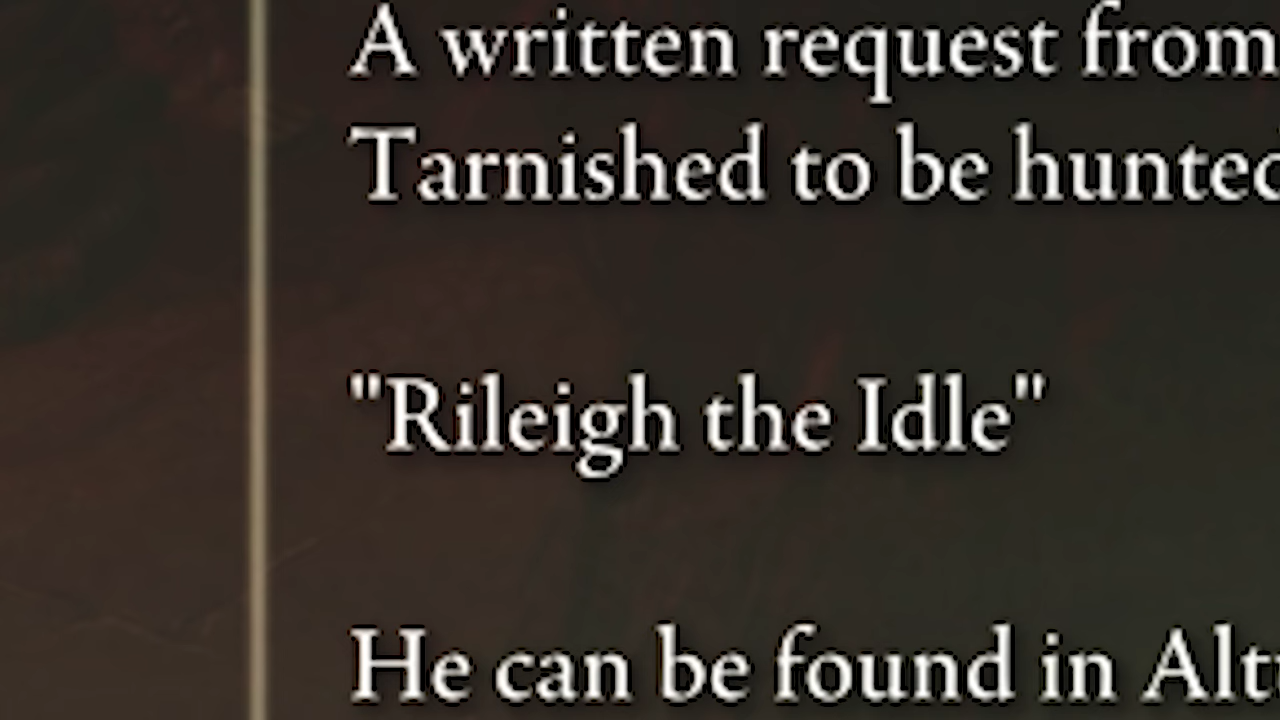 A written request from
Tarnished to be hunted
"Rileigh the Idle"
He can be found in Alt